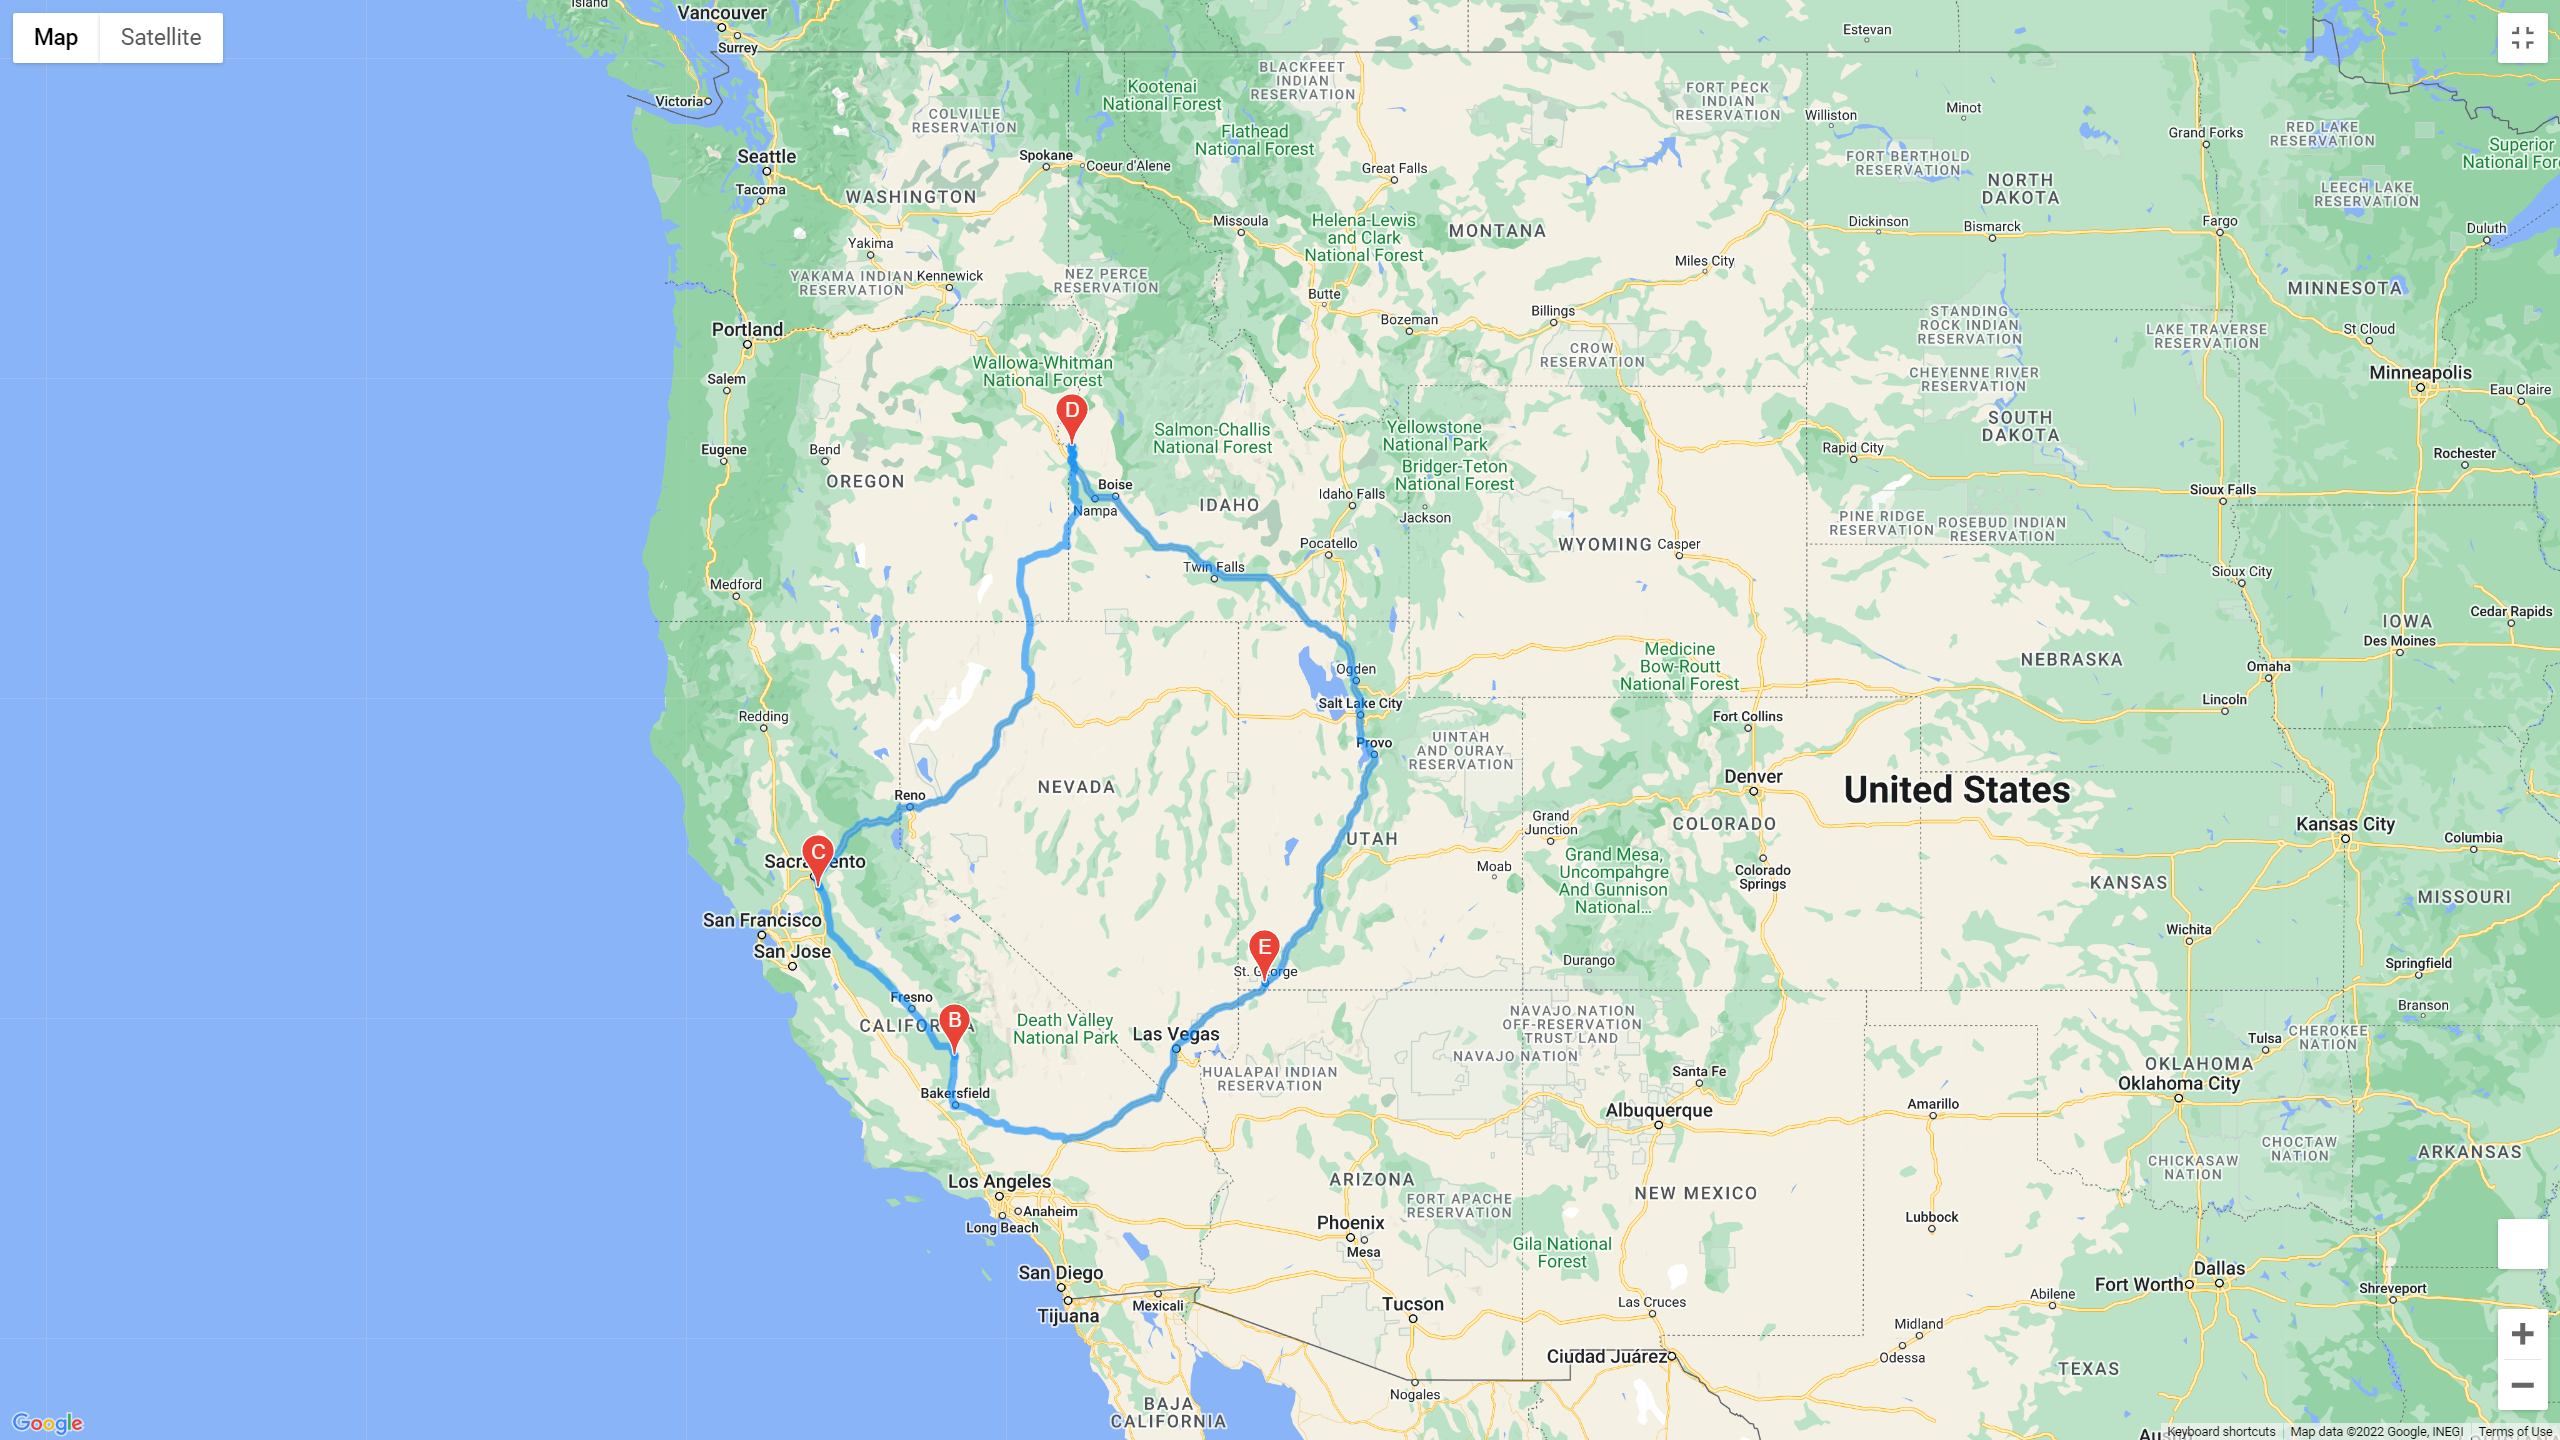 Island
Vancouver
Surrey
Map
Satellite
Estevan
BLACKFEET
INDIAN
RESERVATION
Kootenai
National Forest
FORT PECK
INDIAN
RESERVATION
Victoria
COLVILLE
RESERVATION
Williston
Minot
Grand Forks
RED LAKE
RESERVATION
Superior
National For
Flathead
National Forest
Seattle
Tacoma
Spokane
Coeur d'Alene
Great Falls
FORT BERTHOLD
RESERVATION
NORTH
DAKOTA
LEECH LAKE
RESERVATION
WASHINGTON
Missoula
Helena-Lewis
and Clark
National Forest
MONTANA
Dickinson
Bismarck
Fargo
Duluth
Yakima
YAKAMA INDIAN
RESERVATION
Kennewick
NEZ PERCE
RESERVATION
Miles City
MINNESOTA
Butte
Bozeman
Billings
STANDING
ROCK INDIAN
RESERVATION
LAKE TRAVERSE
RESERVATION
St Cloud
Portland
CROW
RESERVATION
Wallowa-Whitman
National Forest
CHEYENNE RIVER
RESERVATION
Minneapolis
Eau Claire
Salem
D
SOUTH
DAKOTA
Salmon-Challis
National Forest
Yellowstone
National Park
Eugene
Bend
Rapid City
Rochester
Bridger-Teton
National Forest
OREGON
Boise
Nampa
IDAHO
Idaho Falls
Jackson
Sioux Falls
PINE RIDGE
RESERVATION
ROSEBUD INDIAN
RESERVATION
Pocatello
WYOMING
Casper
Twin Falls
Sioux City
Medford
Cedar Rapids
IOWA
Des Moines
Medicine
Bow-Routt
National Forest
NEBRASKA
Omaha
Ogden
Lincoln
Salt Lake City
Redding
Fort Collins
Provo
UINTAH
AND OURAY
RESERVATION
NEVADA
Denver
United States
Reno
Grand
Junction
COLORADO
Kansas City
Columbia
UTAH
C
Sacramento
Moab
Grand Mesa,
Uncompahgre
And Gunnison
National...
Colorado
Springs
KANSAS
MISSOURI
San Francisco
San Jose
E
St. George
Durango
Wichita
Springfield
Fresno
CALIFORNIA
B
Death Valley
National Park
Las Vegas
NAVAJO NATION
OFF-RESERVATION
TRUST LAND
NAVAJO NATION
Branson
CHEROKEE
NATION
Tulsa
HUALAPAI INDIAN
RESERVATION
Santa Fe
OKLAHOMA
Oklahoma City
Bakersfield
Albuquerque
Amarillo
CHOCTAW
NATION
ARKANSAS
CHICKASAW
NATION
Los Angeles
Anaheim
Long Beach
ARIZONA
FORT APACHE
RESERVATION
NEW MEXICO
Phoenix
Mesa
Lubbock
Gila National
Forest
San Diego
Tijuana
Mexicali
Tucson
Las Cruces
Fort Worth
Dallas
Abilene
Shreveport
Midland
Odessa
Ciudad Juárez
TEXAS
Nogales
BAJA
CALIFORNIA
Google
Keyboard shortcuts
Map data ©2022 Google, INEGI
Terms of Use